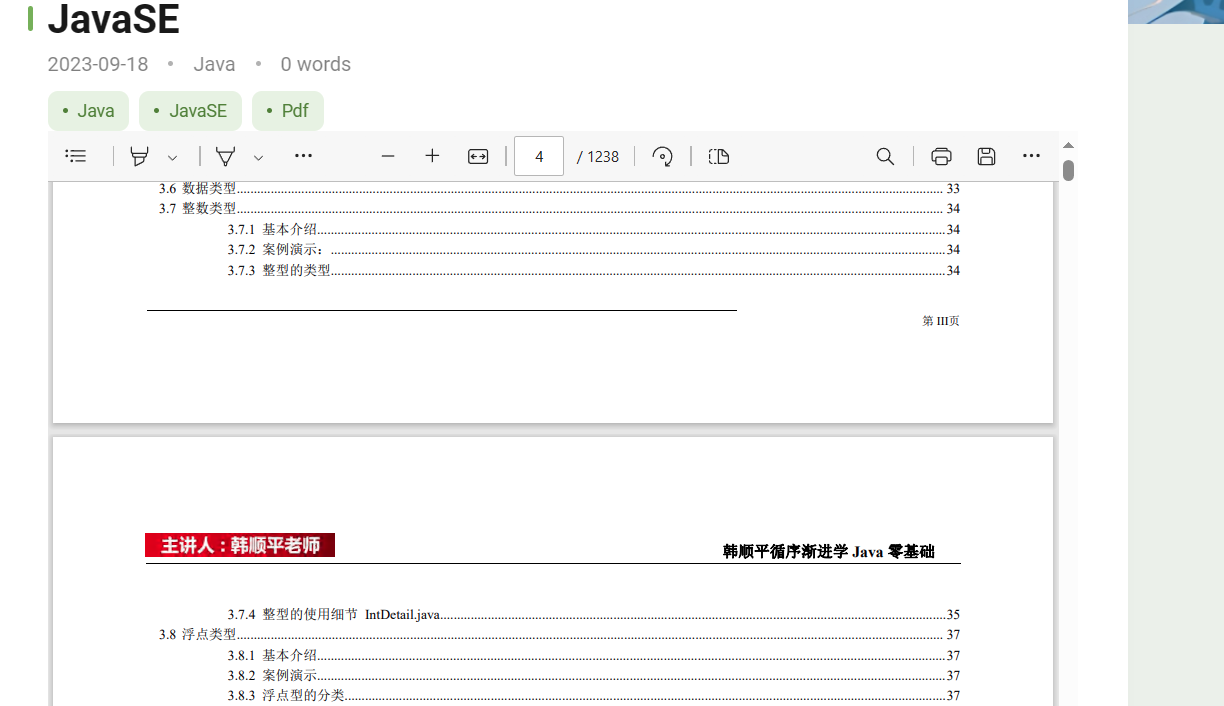 JavaSE
2023-09-18 • Java • 0 words
• Java • JavaSE • Pdf
4 / 1238
3.6 数据类型 33
3.7 整数类型 34
3.7.1 基本介绍 34
3.7.2 案例演示： 34
3.7.3 整型的类型 34
第 III页
主讲人：韩顺平老师
韩顺平循序渐进学 Java 零基础
3.7.4 整型的使用细节 IntDetail.java 35
3.8 浮点类型 37
3.8.1 基本介绍 37
3.8.2 案例演示 37
3.8.3 浮点型的分类 37